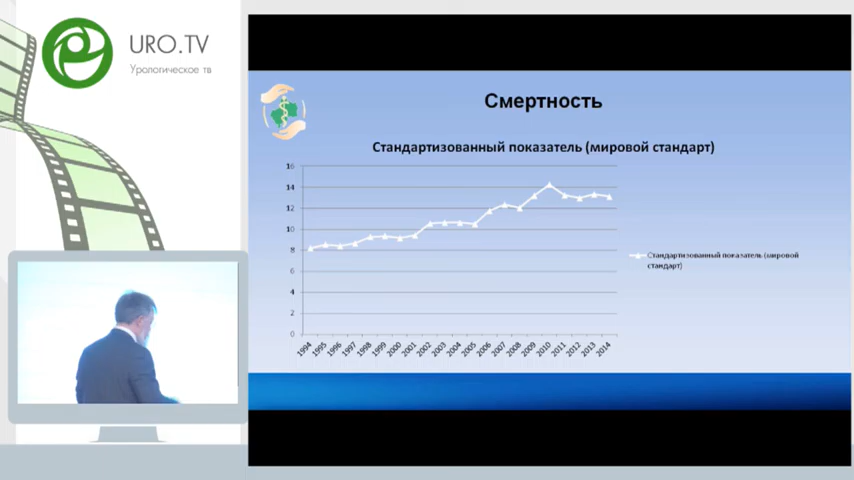 URO.TV
Урологическое тв
Смертность
Стандартизованный показатель (мировой стандарт)
16
14
12
10
8
6
4
2
0
1994 1995 1996 1997 1998 1999 2000 2001 2002 2003 2004 2005 2006 2007 2008 2009 2010 2011 2012 2013 2014
Стандартизованный показатель (мировой
стандарт)